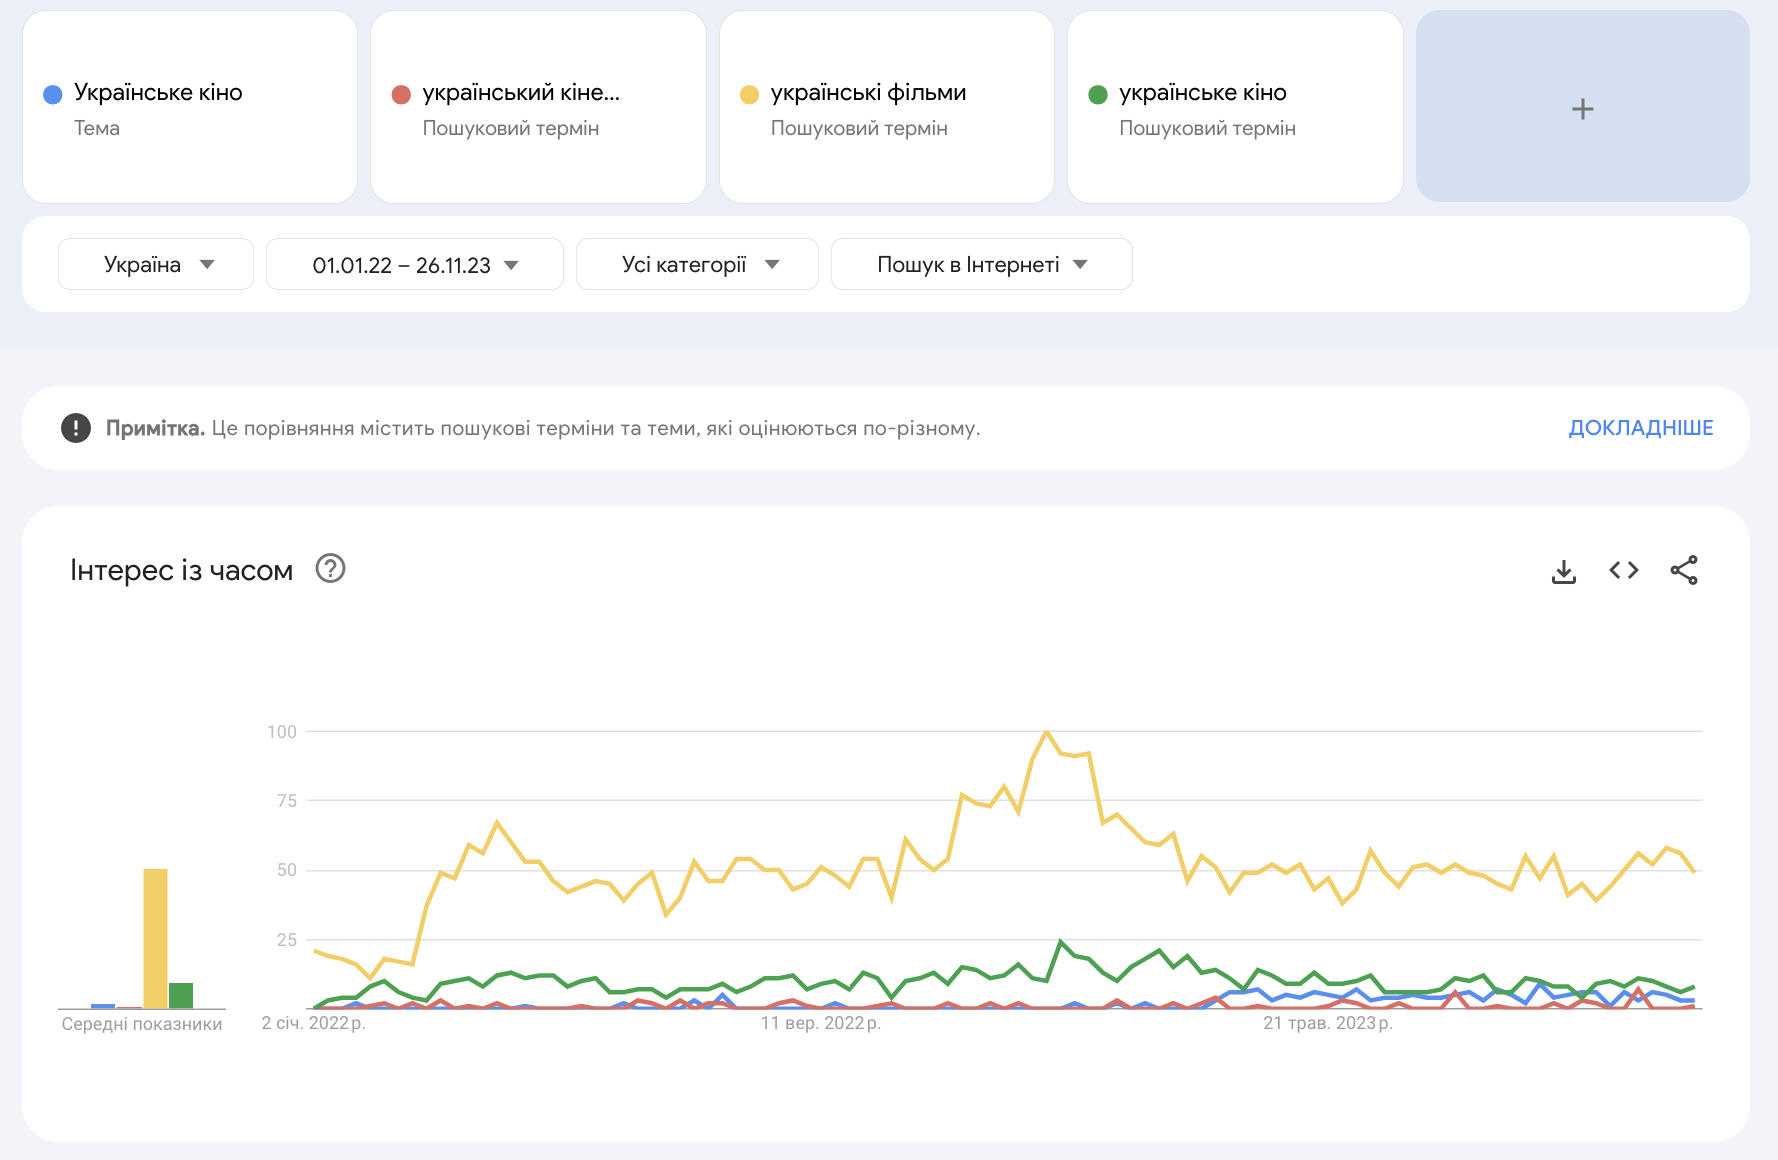 Українське кіно
Тема
український кіне...
Пошуковий термін
українські фільми
Пошуковий термін
українське кіно
Пошуковий термін
+
Україна
01.01.22 – 26.11.23
Усі категорії
Пошук в Інтернеті
! Примітка. Це порівняння містить пошукові терміни та теми, які оцінюються по-різному.
ДОКЛАДНІШЕ
Інтерес із часом ?
100
75
50
25
Середні показники
2 січ. 2022 р.
11 вер. 2022 р.
21 трав. 2023 р.